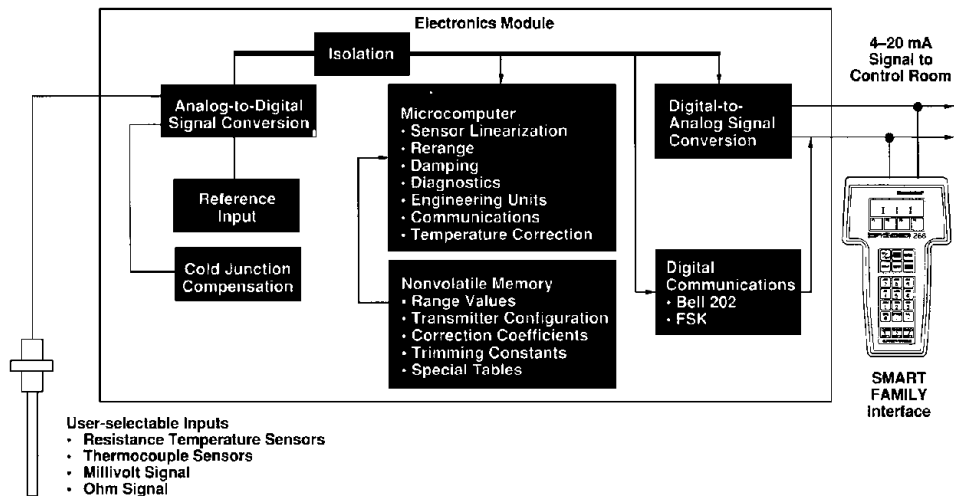 Electronics Module
Isolation
4–20 mA
Signal to
Control Room
Analog-to-Digital
Signal Conversion
Microcomputer
• Sensor Linearization
• Rerange
• Damping
• Diagnostics
• Engineering Units
• Communications
• Temperature Correction
Digital-to-
Analog Signal
Conversion
Reference
Input
Cold Junction
Compensation
Nonvolatile Memory
• Range Values
• Transmitter Configuration
• Correction Coefficients
• Trimming Constants
• Special Tables
Digital
Communications
• Bell 202
• FSK
268
SMART
FAMILY
Interface
User-selectable Inputs
• Resistance Temperature Sensors
• Thermocouple Sensors
• Millivolt Signal
• Ohm Signal